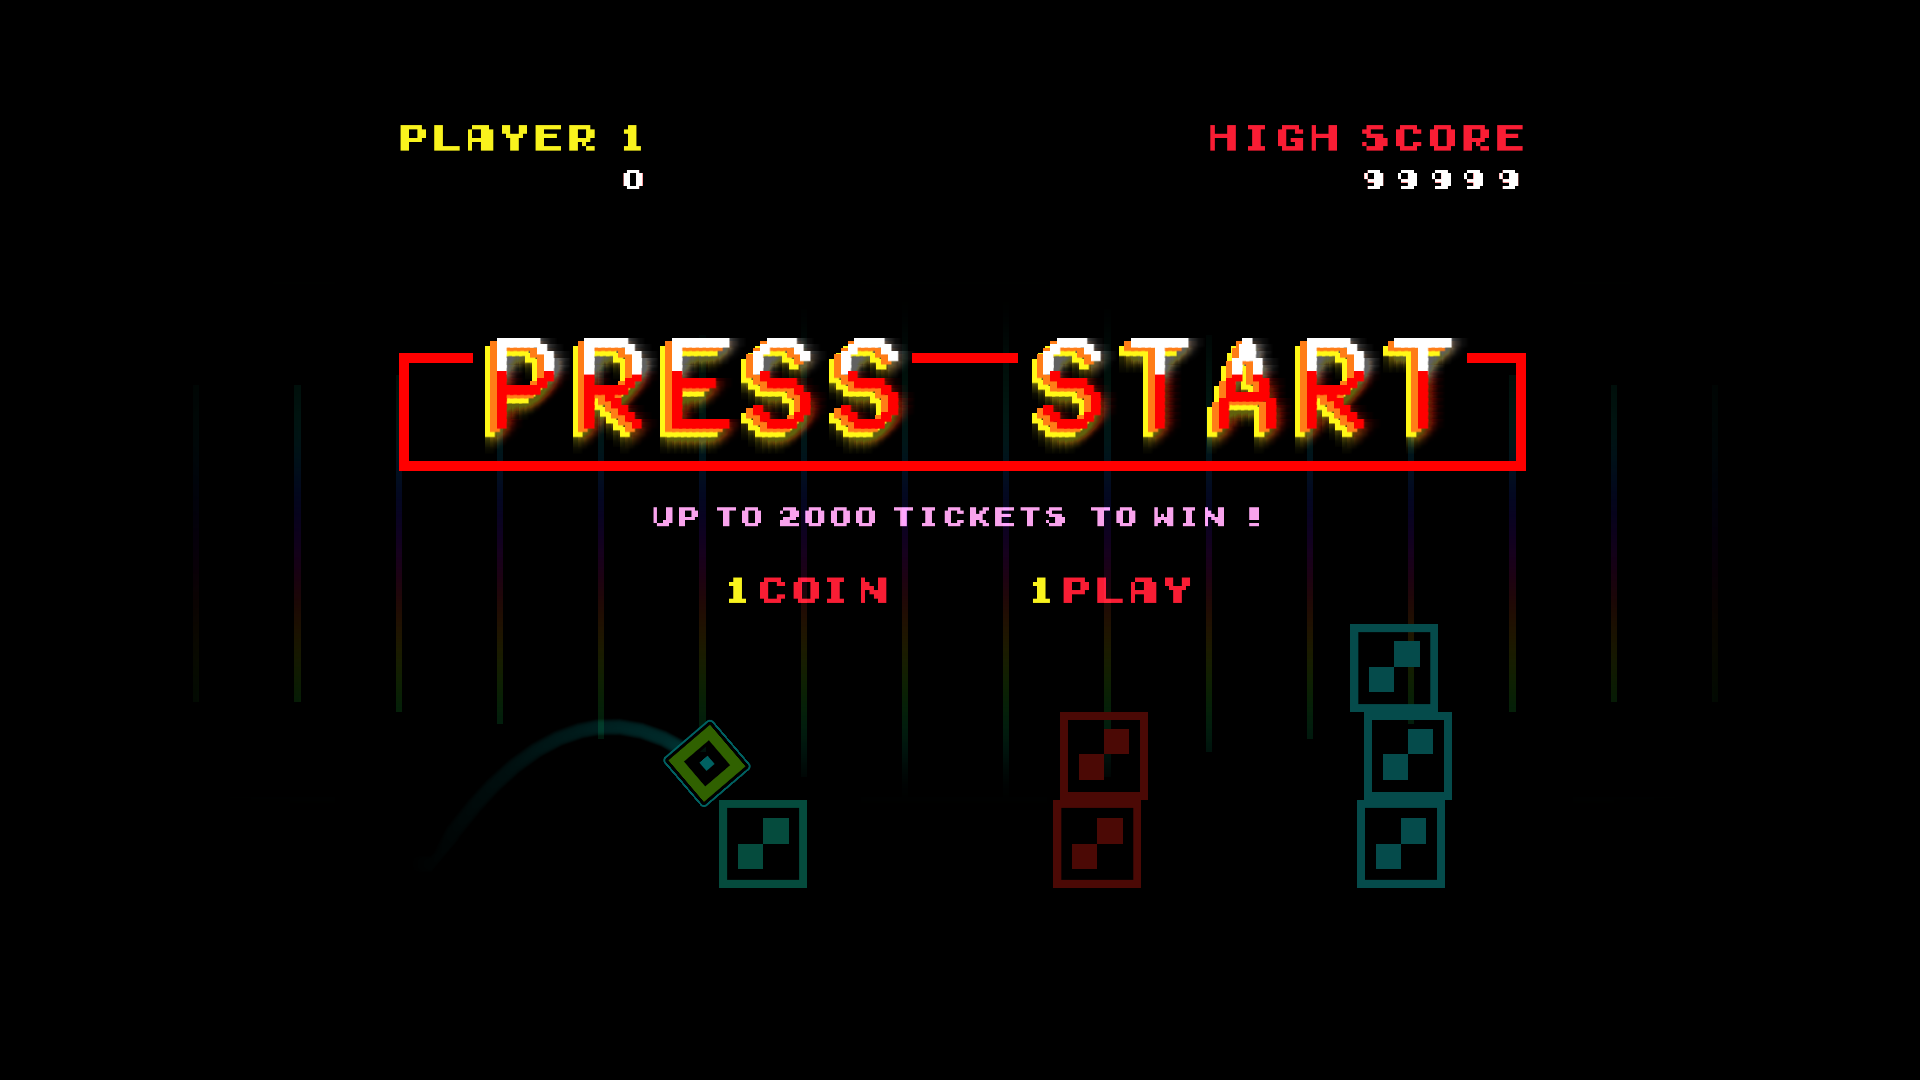 PLAYER 1
0
HIGH SCORE
99999
PRESS START
UP TO 2000 TICKETS TO WIN !
1 COIN 1 PLAY